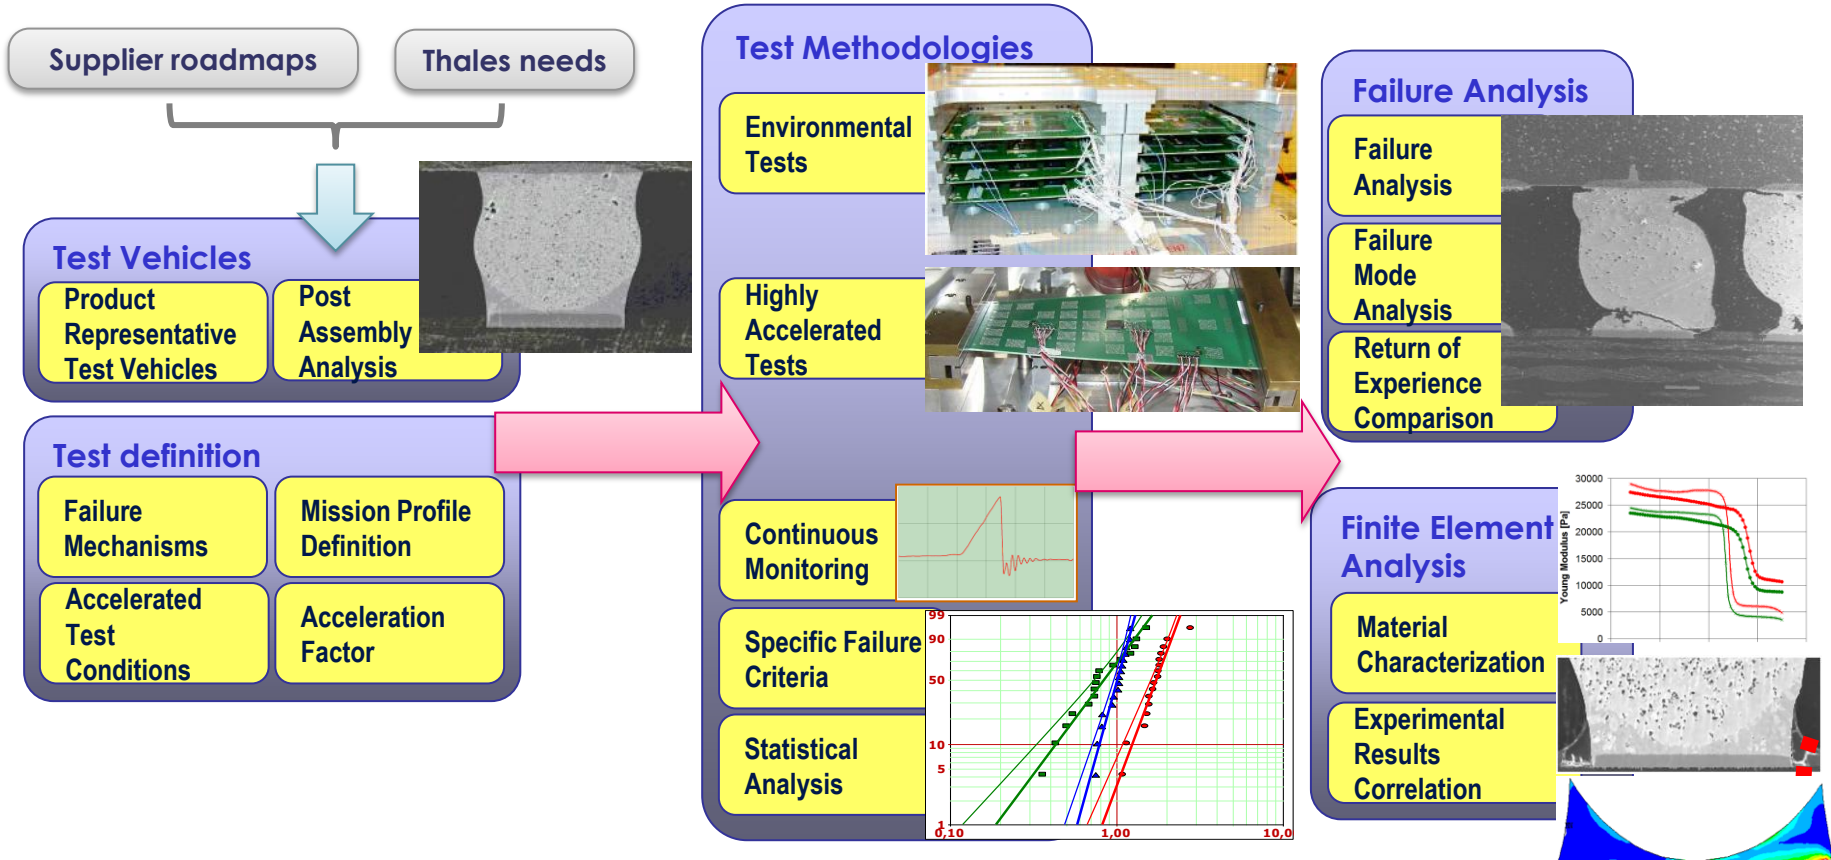 Supplier roadmaps
Thales needs
Test Vehicles
Product
Representative
Test Vehicles
Post
Assembly
Analysis
Test definition
Failure
Mechanisms
Mission Profile
Definition
Accelerated
Test
Conditions
Acceleration
Factor
Test Methodologies
Environmental
Tests
Highly
Accelerated
Tests
Continuous
Monitoring
Specific Failure
Criteria
Statistical
Analysis
99
90
50
10
5
1
0,10
1,00
10,0
Failure Analysis
Failure
Analysis
Failure
Mode
Analysis
Return of
Experience
Comparison
Finite Element
Analysis
Material
Characterization
Experimental
Results
Correlation
Young Modulus [Pa]
30000
25000
20000
15000
10000
5000
0